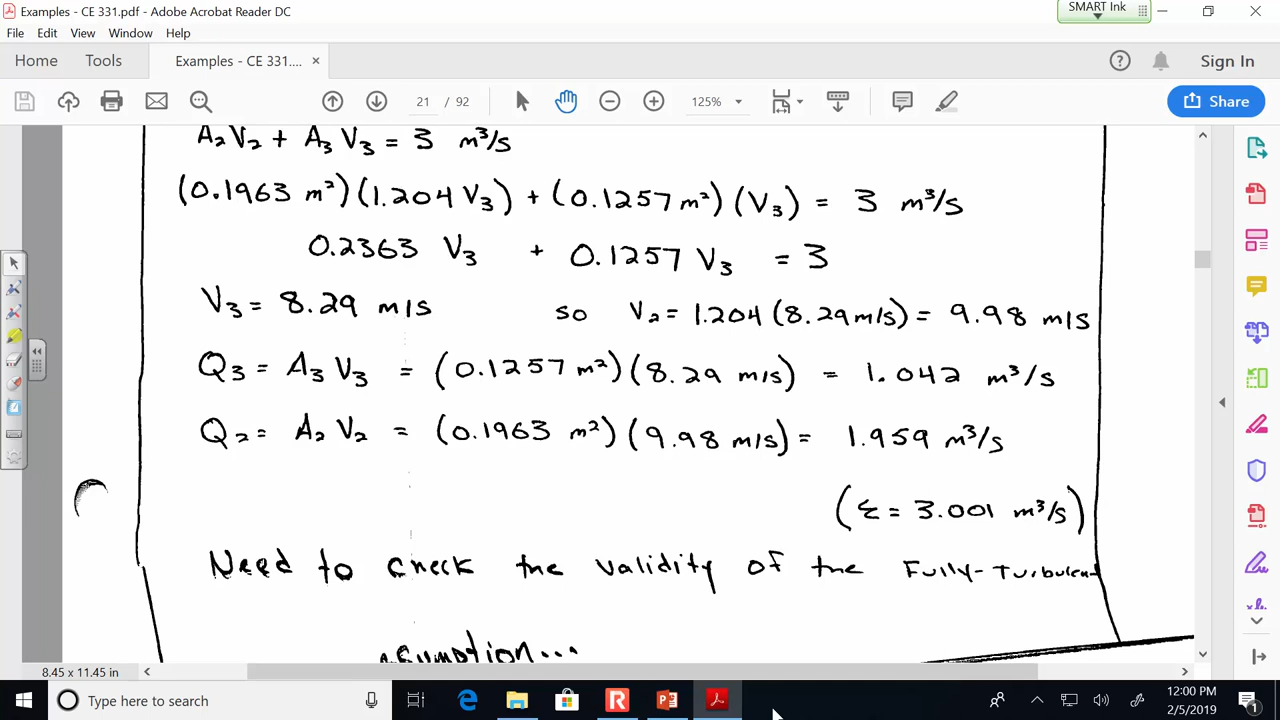 Examples - CE 331.pdf - Adobe Acrobat Reader DC
SMART Ink
File Edit View Window Help
Home Tools Examples - CE 331.... × Sign In
21 / 92 125% Share
A₂V₂ + A₃V₃ = 3 m³/s
(0.1963 m²)(1.204 V₃) + (0.1257 m²)(V₃) = 3 m³/s
0.2363 V₃ + 0.1257 V₃ = 3
V₃ = 8.29 m/s so V₂ = 1.204(8.29 m/s) = 9.98 m/s
Q₃ = A₃V₃ = (0.1257 m²)(8.29 m/s) = 1.042 m³/s
Q₂ = A₂V₂ = (0.1963 m²)(9.98 m/s) = 1.959 m³/s
(Σ = 3.001 m³/s)
Need to check the validity of the Fully-Turbulent
assumption...
8.45 x 11.45 in
Type here to search
12:00 PM
2/5/2019
1